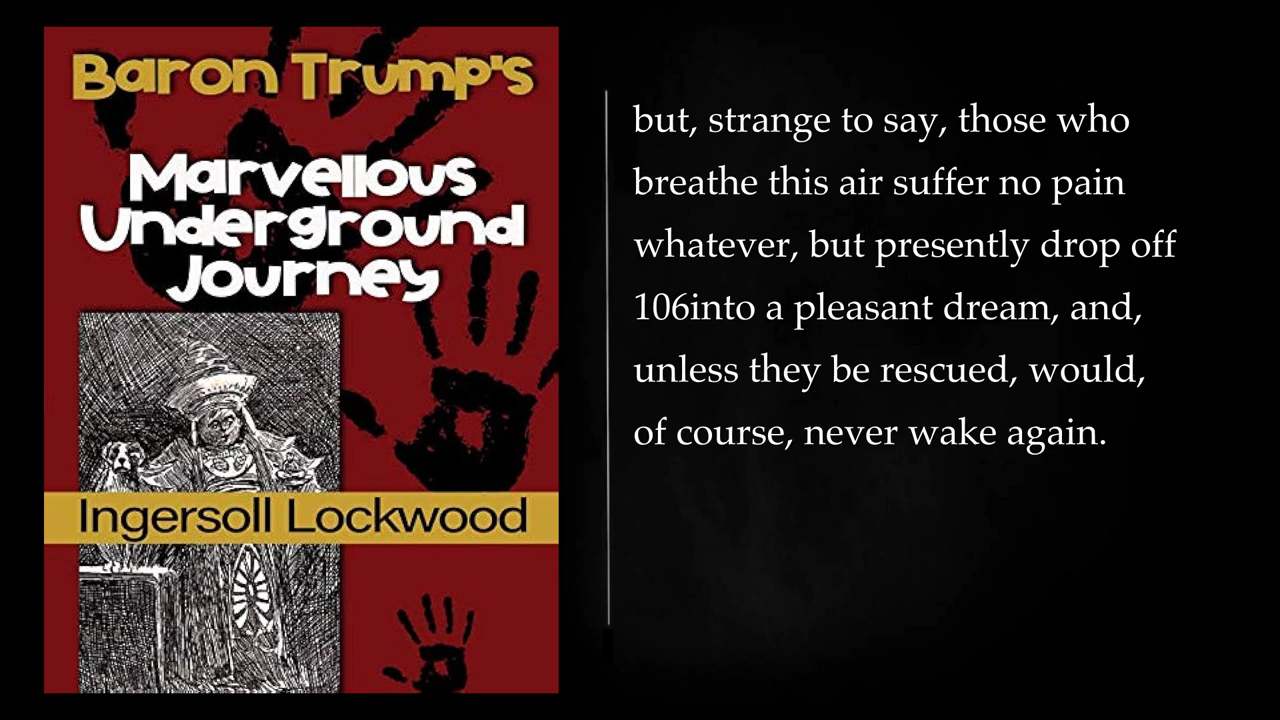 Baron Trump's
Marvellous
Underground
Journey
Ingersoll Lockwood
but, strange to say, those who
breathe this air suffer no pain
whatever, but presently drop off
106into a pleasant dream, and,
unless they be rescued, would,
of course, never wake again.